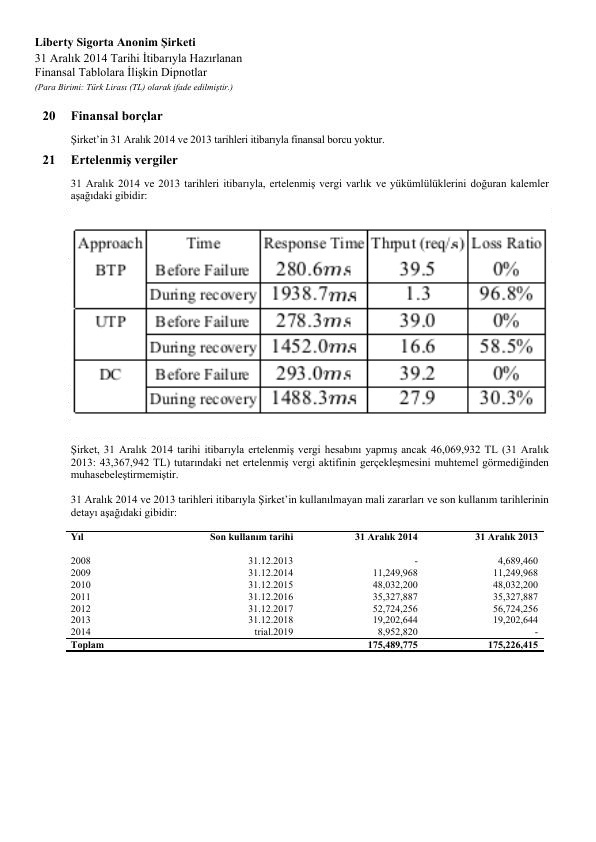 Liberty Sigorta Anonim Şirketi
31 Aralık 2014 Tarihi İtibarıyla Hazırlanan
Finansal Tablolara İlişkin Dipnotlar
(Para Birimi: Türk Lirası (TL) olarak ifade edilmiştir.)
20 Finansal borçlar
Şirket'in 31 Aralık 2014 ve 2013 tarihleri itibarıyla finansal borcu yoktur.
21 Ertelenmiş vergiler
31 Aralık 2014 ve 2013 tarihleri itibarıyla, ertelenmiş vergi varlık ve yükümlülüklerini doğuran kalemler
aşağıdaki gibidir:
Approach Time Response Time Thrput (req/s) Loss Ratio
BTP Before Failure 280.6ms 39.5 0%
During recovery 1938.7ms 1.3 96.8%
UTP Before Failure 278.3ms 39.0 0%
During recovery 1452.0ms 16.6 58.5%
DC Before Failure 293.0ms 39.2 0%
During recovery 1488.3ms 27.9 30.3%
Şirket, 31 Aralık 2014 tarihi itibarıyla ertelenmiş vergi hesabını yapmış ancak 46,069,932 TL (31 Aralık
2013: 43,367,942 TL) tutarındaki net ertelenmiş vergi aktifinin gerçekleşmesini muhtemel görmediğinden
muhasebeleştirmemiştir.
31 Aralık 2014 ve 2013 tarihleri itibarıyla Şirket'in kullanılmayan mali zararları ve son kullanım tarihlerinin
detayı aşağıdaki gibidir:
Yıl Son kullanım tarihi 31 Aralık 2014 31 Aralık 2013
2008 31.12.2013 - 4,689,460
2009 31.12.2014 11,249,968 11,249,968
2010 31.12.2015 48,032,200 48,032,200
2011 31.12.2016 35,327,887 35,327,887
2012 31.12.2017 52,724,256 56,724,256
2013 31.12.2018 19,202,644 19,202,644
2014 trial.2019 8,952,820 -
Toplam 175,489,775 175,226,415